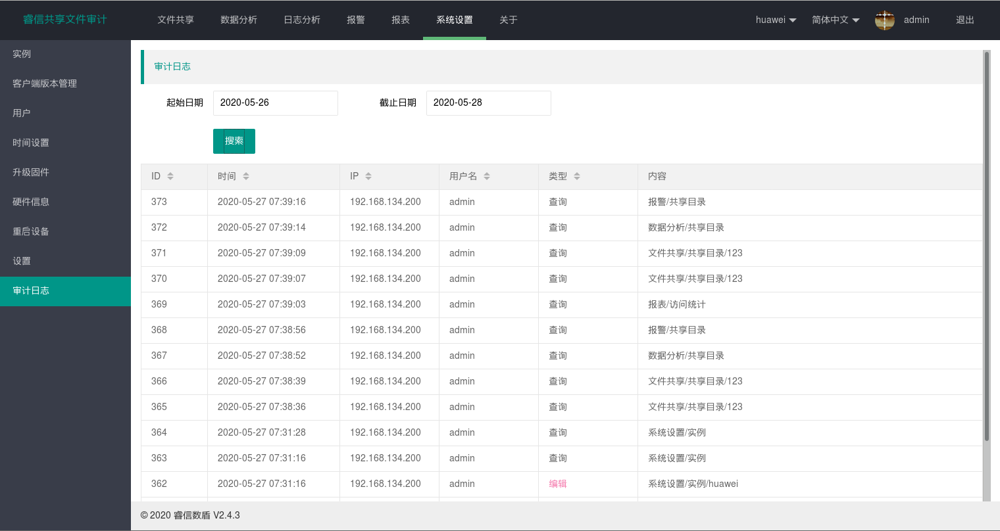 睿信共享文件审计 文件共享 数据分析 日志分析 报警 报表 系统设置 关于 huawei 简体中文 admin 退出
实例
客户端版本管理
用户
时间设置
升级固件
硬件信息
重启设备
设置
审计日志
审计日志
起始日期 2020-05-26 截止日期 2020-05-28
搜索
ID 时间 IP 用户名 类型 内容
373 2020-05-27 07:39:16 192.168.134.200 admin 查询 报警/共享目录
372 2020-05-27 07:39:14 192.168.134.200 admin 查询 数据分析/共享目录
371 2020-05-27 07:39:09 192.168.134.200 admin 查询 文件共享/共享目录/123
370 2020-05-27 07:39:07 192.168.134.200 admin 查询 文件共享/共享目录/123
369 2020-05-27 07:39:03 192.168.134.200 admin 查询 报表/访问统计
368 2020-05-27 07:38:56 192.168.134.200 admin 查询 报警/共享目录
367 2020-05-27 07:38:52 192.168.134.200 admin 查询 数据分析/共享目录
366 2020-05-27 07:38:39 192.168.134.200 admin 查询 文件共享/共享目录/123
365 2020-05-27 07:38:36 192.168.134.200 admin 查询 文件共享/共享目录/123
364 2020-05-27 07:31:28 192.168.134.200 admin 查询 系统设置/实例
363 2020-05-27 07:31:16 192.168.134.200 admin 查询 系统设置/实例
362 2020-05-27 07:31:16 192.168.134.200 admin 编辑 系统设置/实例/huawei
© 2020 睿信数盾 V2.4.3